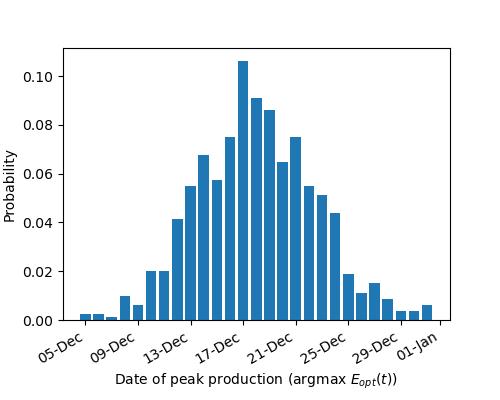 0.10
0.08
0.06
0.04
0.02
0.00
Probability
05-Dec 09-Dec 13-Dec 17-Dec 21-Dec 25-Dec 29-Dec 01-Jan
Date of peak production (argmax E_opt(t))